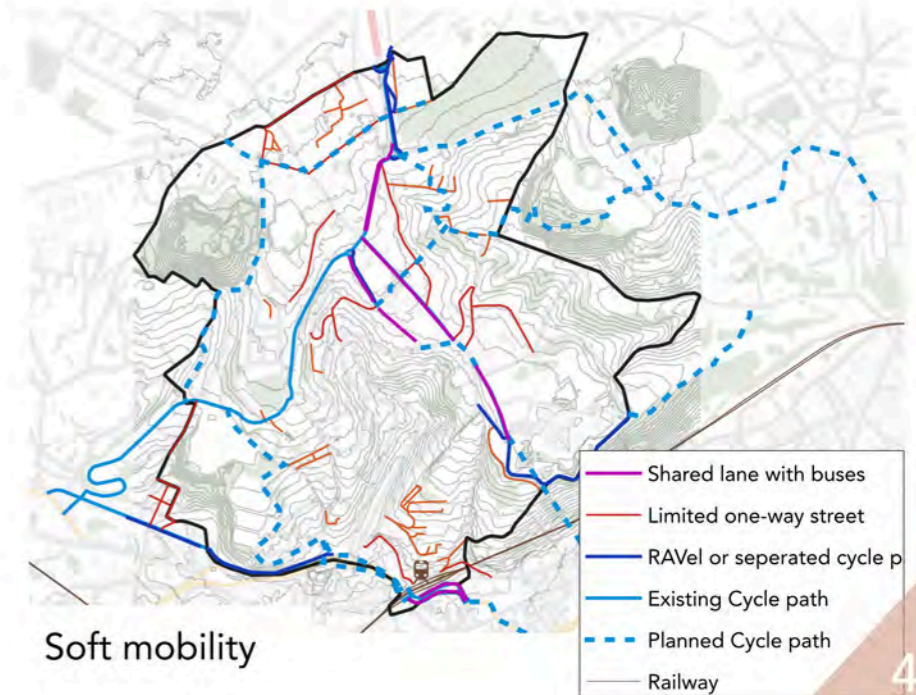 Shared lane with buses
Limited one-way street
RAVel or seperated cycle p
Existing Cycle path
Planned Cycle path
Railway
Soft mobility
4